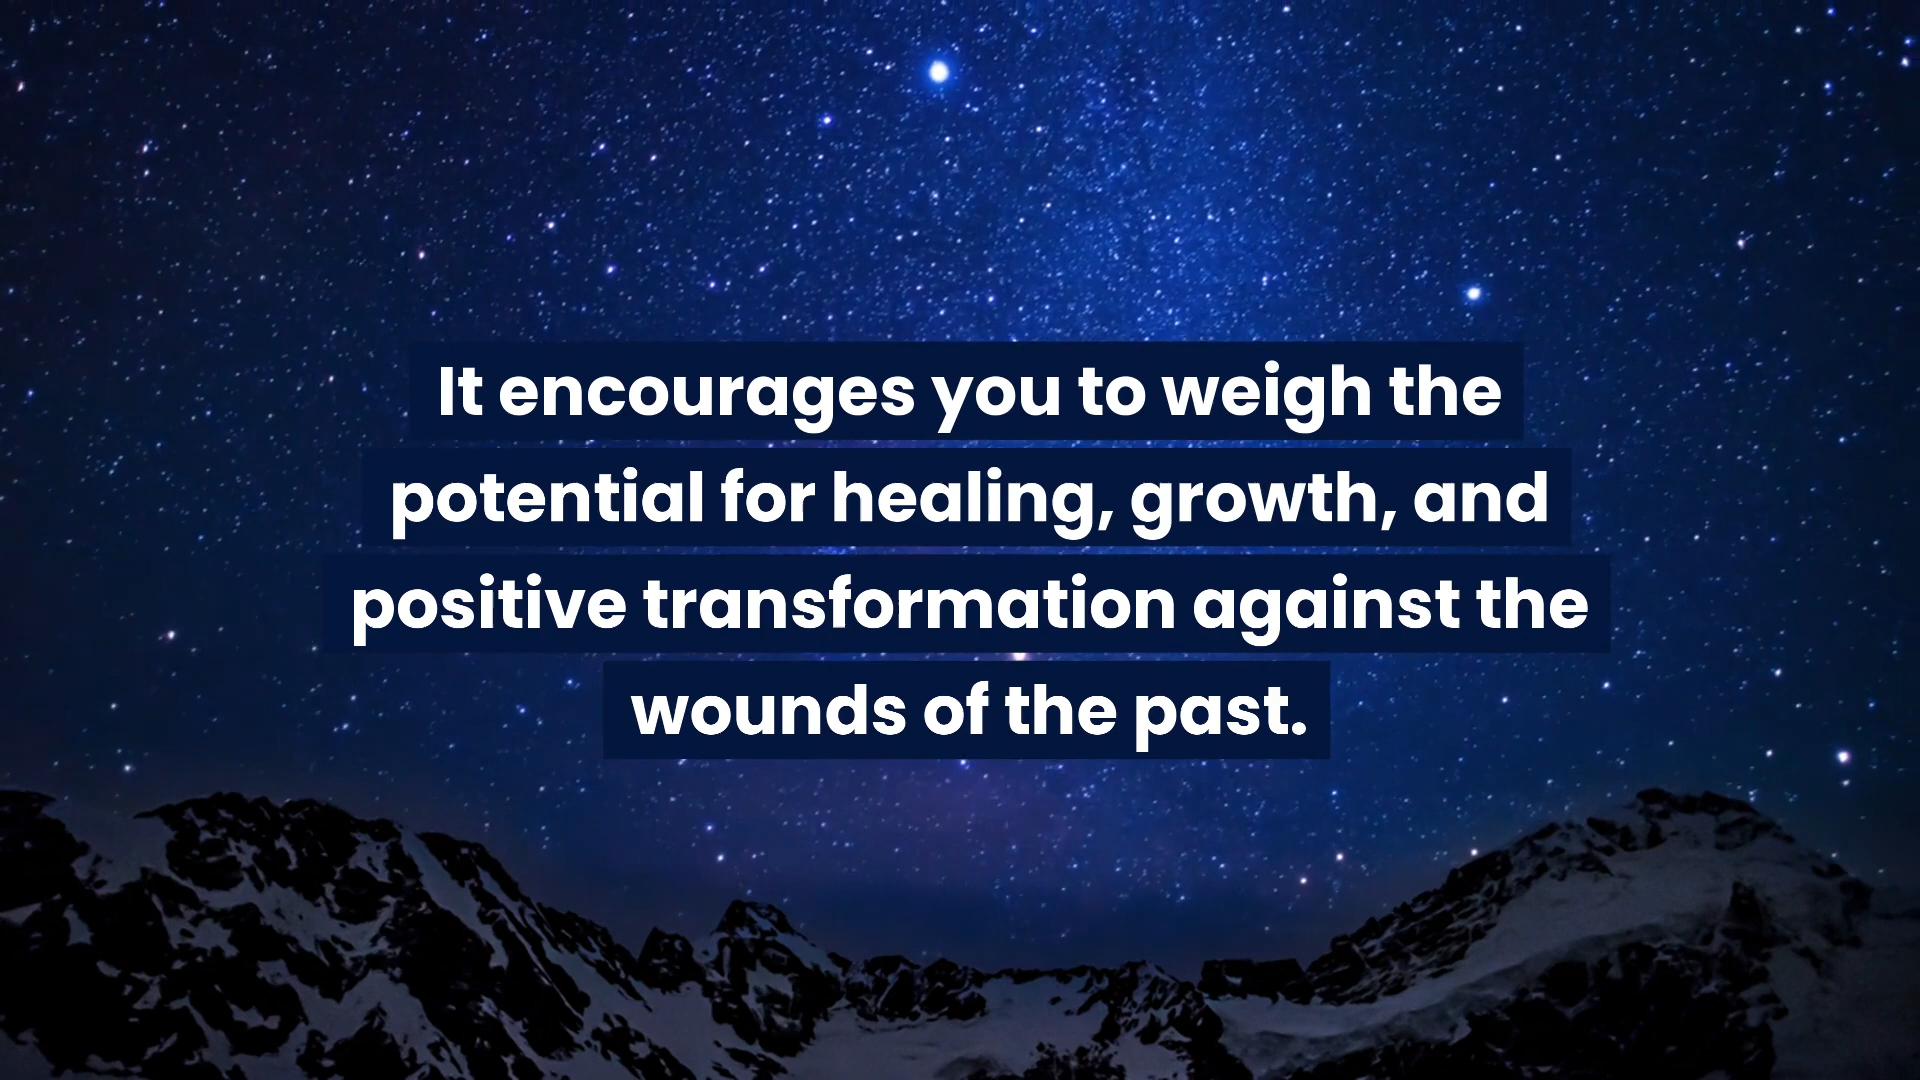 It encourages you to weigh the
potential for healing, growth, and
positive transformation against the
wounds of the past.